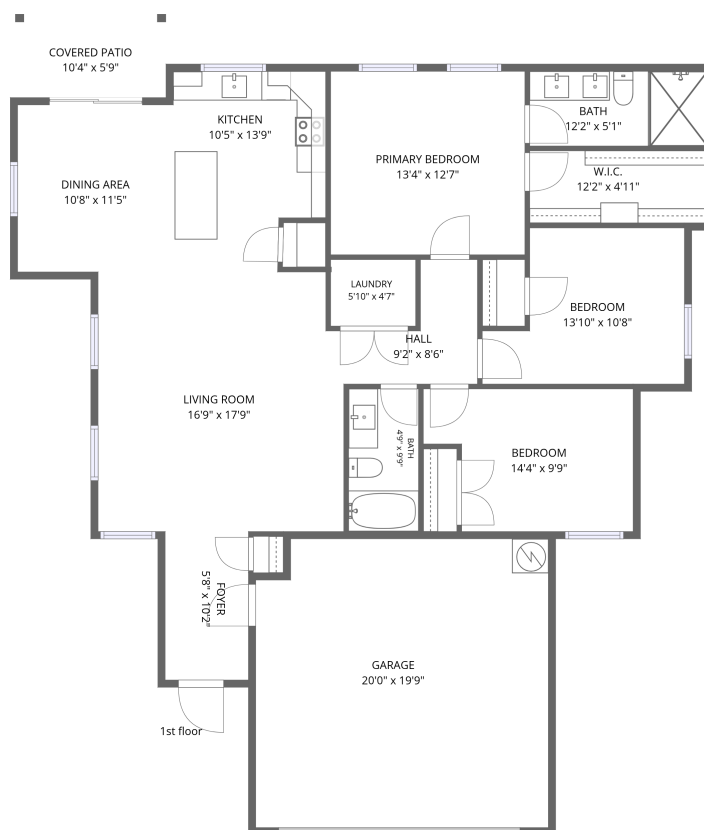 COVERED PATIO
10'4" x 5'9"
KITCHEN
10'5" x 13'9"
BATH
12'2" x 5'1"
PRIMARY BEDROOM
13'4" x 12'7"
W.I.C.
12'2" x 4'11"
DINING AREA
10'8" x 11'5"
LAUNDRY
5'10" x 4'7"
BEDROOM
13'10" x 10'8"
HALL
9'2" x 8'6"
LIVING ROOM
16'9" x 17'9"
BATH
4'9" x 9'9"
BEDROOM
14'4" x 9'9"
FOYER
5'8" x 10'2"
GARAGE
20'0" x 19'9"
1st floor